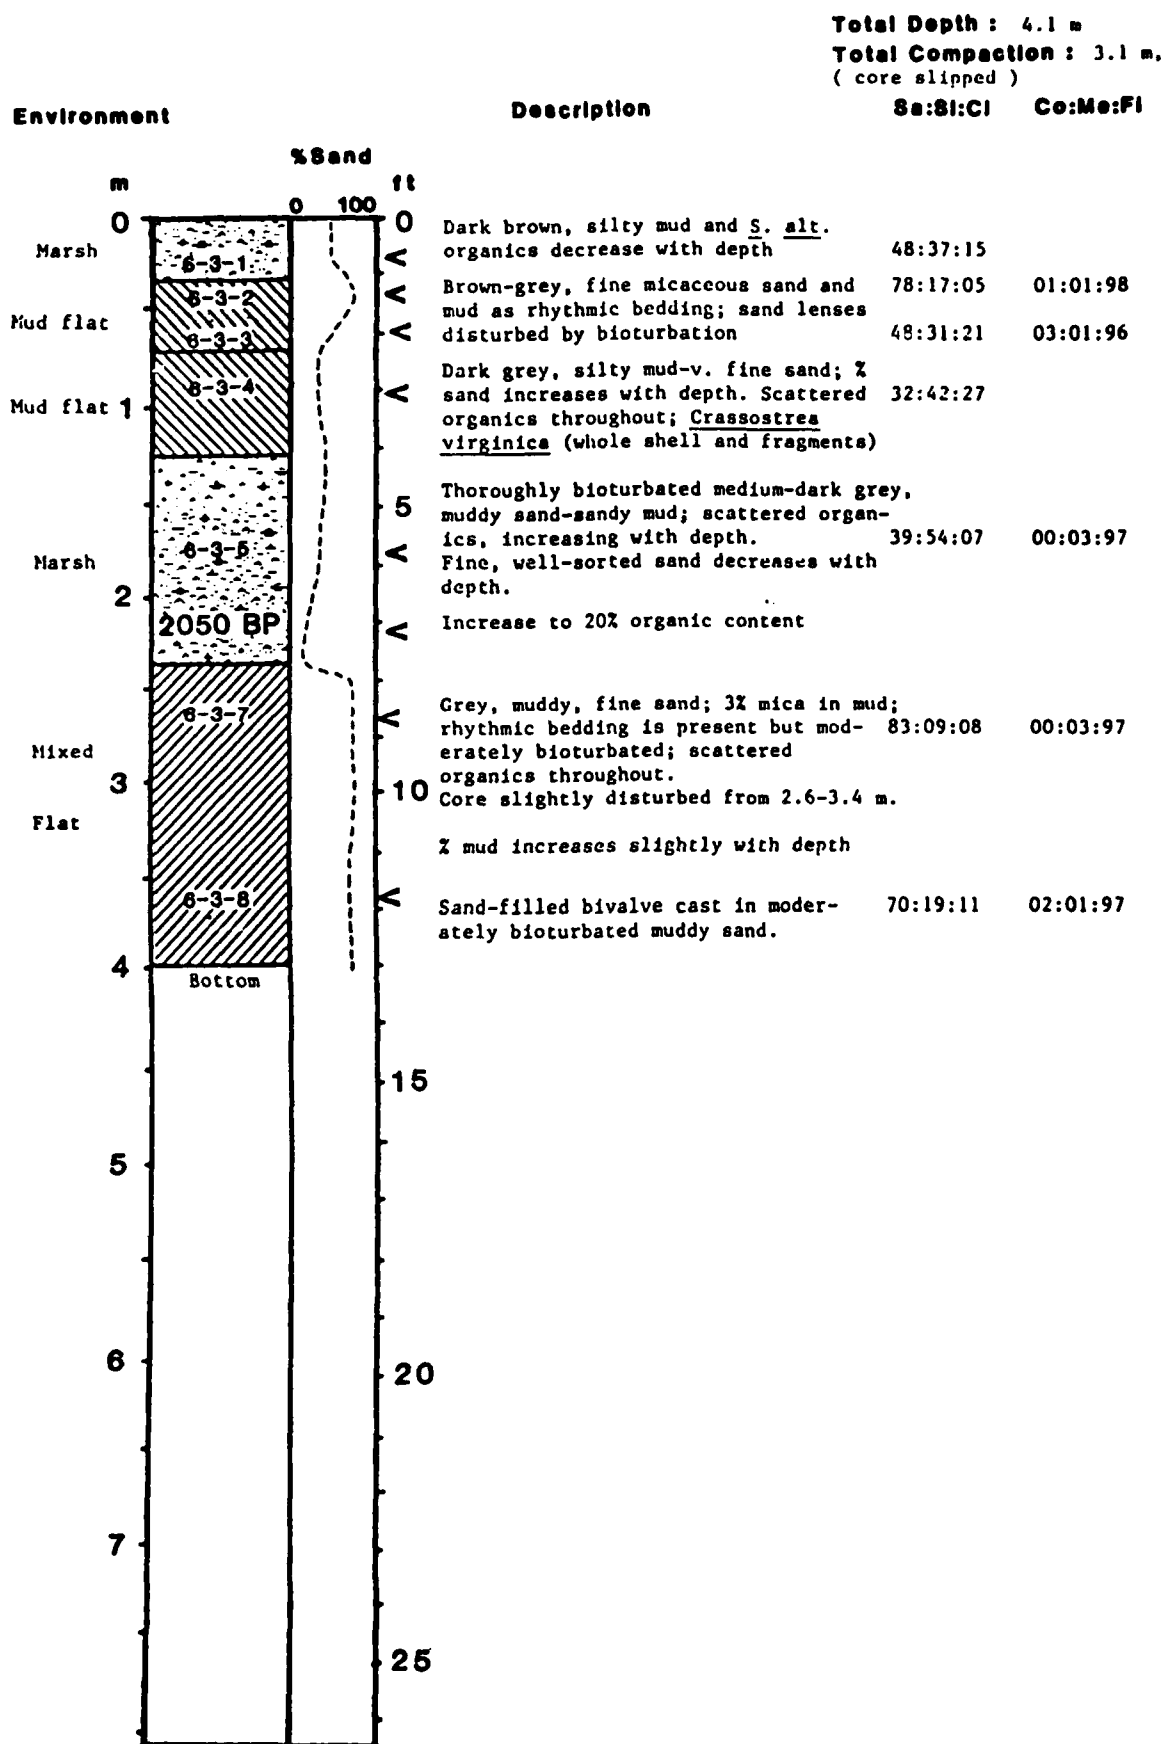 Total Depth : 4.1 m
Total Compaction : 3.1 m.
( core slipped )
Environment Description Sa:Si:Cl Co:Me:Fi
%Sand
m ft
0 100
0 0
Marsh
6-3-1
Dark brown, silty mud and S. alt.
organics decrease with depth 48:37:15
Mud flat
6-3-2
6-3-3
Brown-grey, fine micaceous sand and 78:17:05 01:01:98
mud as rhythmic bedding; sand lenses
disturbed by bioturbation 48:31:21 03:01:96
Mud flat 1
6-3-4
Dark grey, silty mud-v. fine sand; %
sand increases with depth. Scattered 32:42:27
organics throughout; Crassostrea
virginica (whole shell and fragments)
Marsh
6-3-5
5
Thoroughly bioturbated medium-dark grey,
muddy sand-sandy mud; scattered organ-
ics, increasing with depth. 39:54:07 00:03:97
Fine, well-sorted sand decreases with
depth.
2
2050 BP
Increase to 20% organic content
Mixed
Flat
6-3-7
3
10
Grey, muddy, fine sand; 3% mica in mud;
rhythmic bedding is present but mod- 83:09:08 00:03:97
erately bioturbated; scattered
organics throughout.
Core slightly disturbed from 2.6-3.4 m.
% mud increases slightly with depth
6-3-8
Sand-filled bivalve cast in moder- 70:19:11 02:01:97
ately bioturbated muddy sand.
4
Bottom
15
5
6
20
7
25